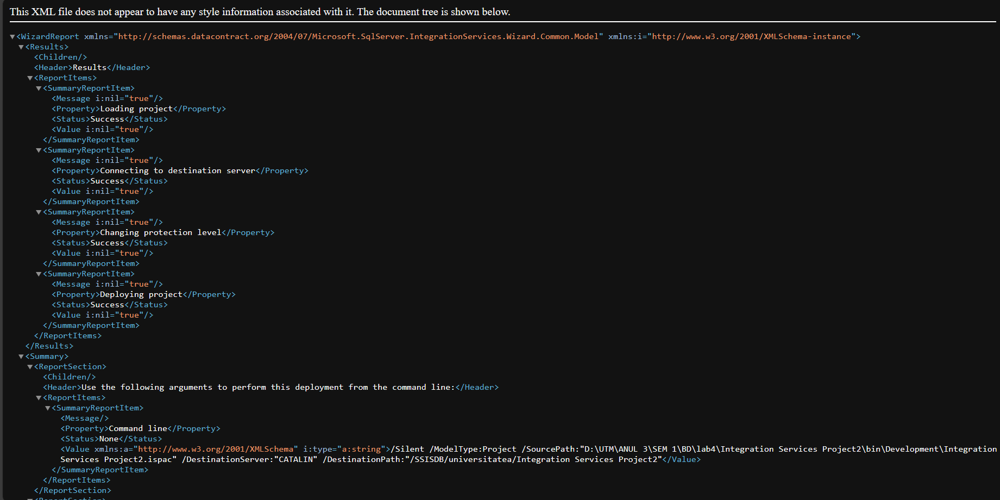 This XML file does not appear to have any style information associated with it. The document tree is shown below.
▼<WizardReport xmlns="http://schemas.datacontract.org/2004/07/Microsoft.SqlServer.IntegrationServices.Wizard.Common.Model" xmlns:i="http://www.w3.org/2001/XMLSchema-instance">
▼<Results>
<Children/>
<Header>Results</Header>
▼<ReportItems>
▼<SummaryReportItem>
<Message i:nil="true"/>
<Property>Loading project</Property>
<Status>Success</Status>
<Value i:nil="true"/>
</SummaryReportItem>
▼<SummaryReportItem>
<Message i:nil="true"/>
<Property>Connecting to destination server</Property>
<Status>Success</Status>
<Value i:nil="true"/>
</SummaryReportItem>
▼<SummaryReportItem>
<Message i:nil="true"/>
<Property>Changing protection level</Property>
<Status>Success</Status>
<Value i:nil="true"/>
</SummaryReportItem>
▼<SummaryReportItem>
<Message i:nil="true"/>
<Property>Deploying project</Property>
<Status>Success</Status>
<Value i:nil="true"/>
</SummaryReportItem>
</ReportItems>
</Results>
▼<Summary>
▼<ReportSection>
<Children/>
<Header>Use the following arguments to perform this deployment from the command line:</Header>
▼<ReportItems>
▼<SummaryReportItem>
<Message/>
<Property>Command line</Property>
<Status>None</Status>
<Value xmlns:a="http://www.w3.org/2001/XMLSchema" i:type="a:string">/Silent /ModelType:Project /SourcePath:"D:\UTM\ANUL 3\SEM 1\BD\lab4\Integration Services Project2\bin\Development\Integration
Services Project2.ispac" /DestinationServer:"CATALIN" /DestinationPath:"/SSISDB/universitatea/Integration Services Project2"</Value>
</SummaryReportItem>
</ReportItems>
</ReportSection>
▼<ReportSection>